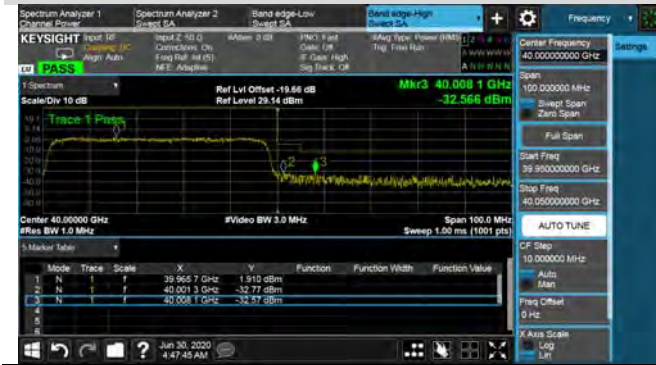 Spectrum Analyzer 1
Channel Power
Spectrum Analyzer 2
Swept SA
Band edge-Low
Swept SA
Band edge-High
Swept SA
Frequency
KEYSIGHT
Input: RF
Coupling: DC
Align: Auto
Input Z: 50 Ω
Corrections: On
Freq Ref: Int (S)
NFE: Adaptive
#Atten: 0 dB
PNO: Fast
Gate: Off
IF Gain: High
Sig Track: Off
#Avg Type: Power (RMS)
Trig: Free Run
PASS
1 Spectrum
Scale/Div 10 dB
Ref Lvl Offset -19.66 dB
Ref Level 29.14 dBm
Mkr3 40.008 1 GHz
-32.566 dBm
Trace 1 Pass
Center 40.00000 GHz
#Res BW 1.0 MHz
#Video BW 3.0 MHz
Span 100.0 MHz
Sweep 1.00 ms (1001 pts)
5 Marker Table
Mode Trace Scale X Y Function Function Width Function Value
1 N 1 f 39.965 7 GHz 1.910 dBm
2 N 1 f 40.001 3 GHz -32.77 dBm
3 N 1 f 40.008 1 GHz -32.57 dBm
4
5
6
Jun 30, 2020
4:47:45 AM
Center Frequency
40.000000000 GHz
Settings
Span
100.000000 MHz
Swept Span
Zero Span
Full Span
Start Freq
39.950000000 GHz
Stop Freq
40.050000000 GHz
AUTO TUNE
CF Step
10.000000 MHz
Auto
Man
Freq Offset
0 Hz
X Axis Scale
Log
Lin